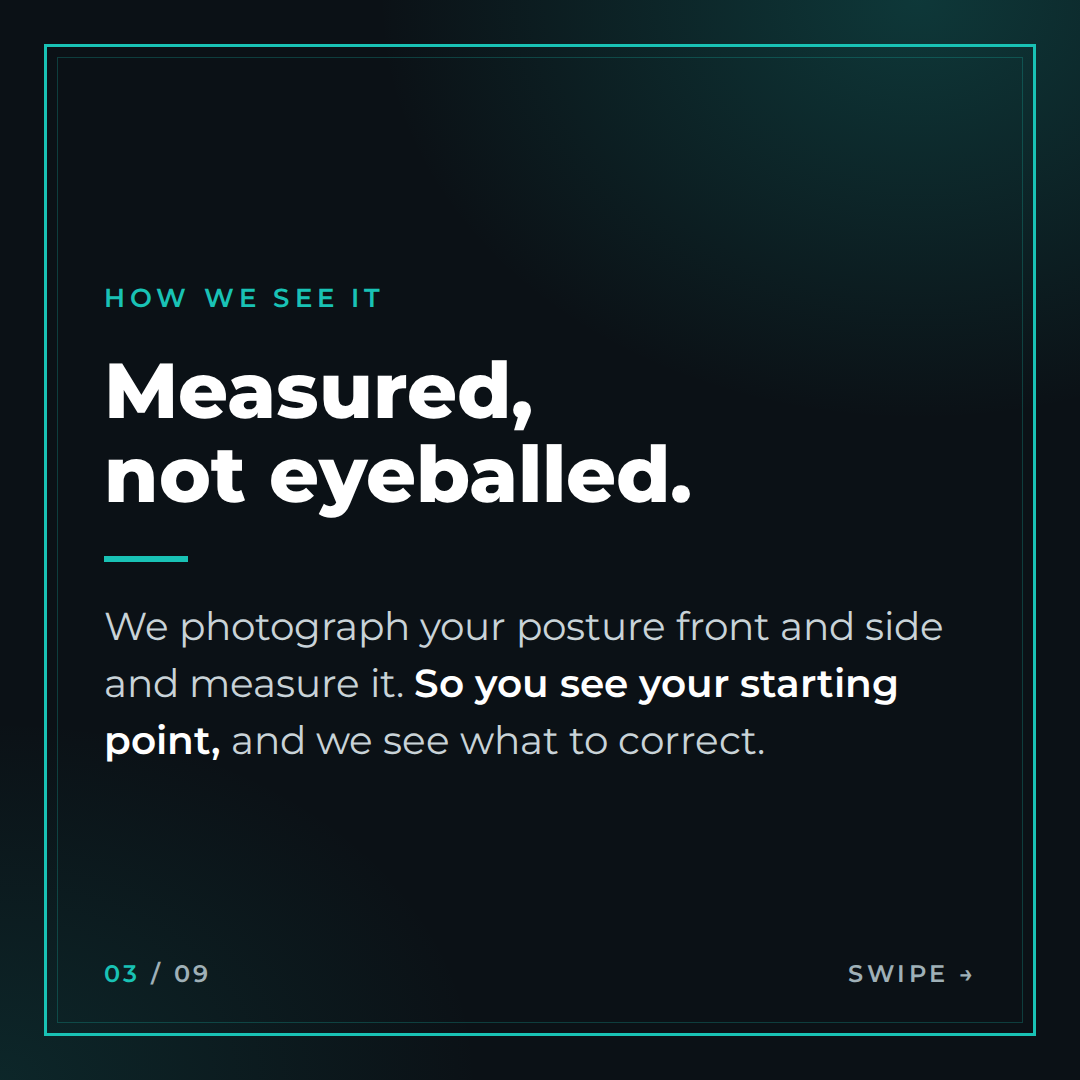 HOW WE SEE IT
Measured,
not eyeballed.
We photograph your posture front and side
and measure it. So you see your starting
point, and we see what to correct.
03 / 09
SWIPE →